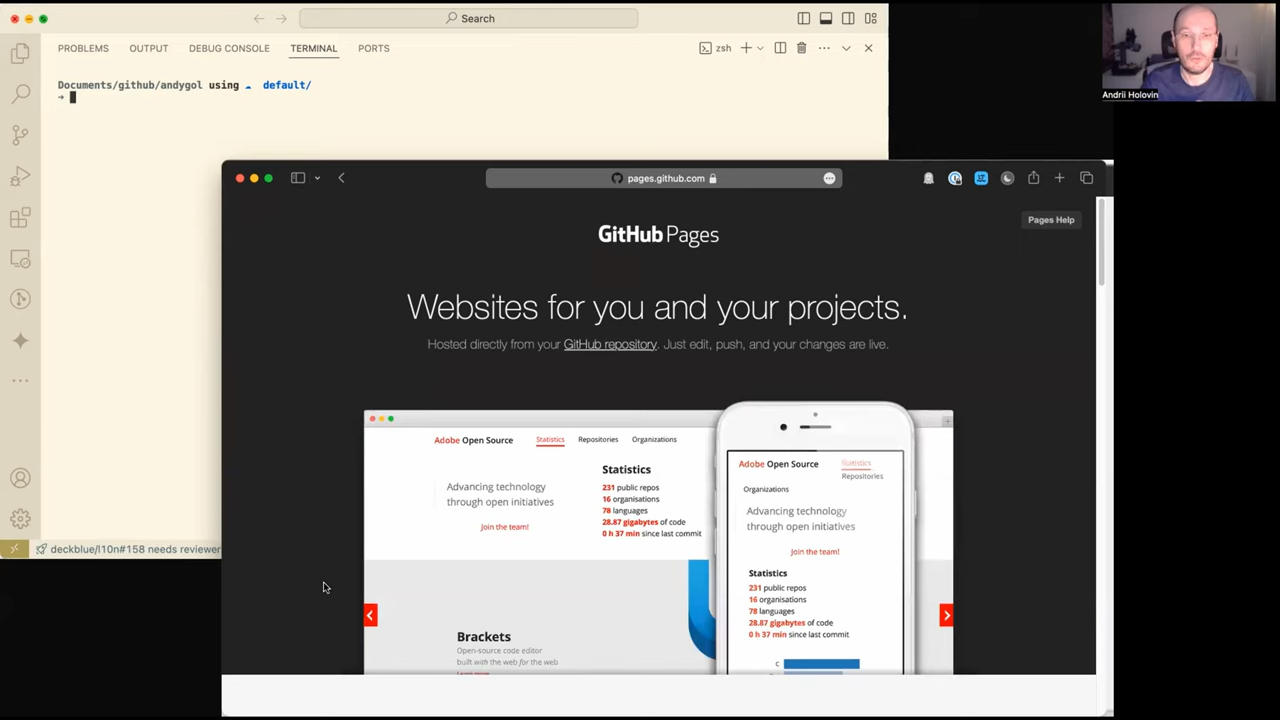 Search
PROBLEMS OUTPUT DEBUG CONSOLE TERMINAL PORTS
zsh
Documents/github/andygol using ☁ default/
➜
Andrii Holovin
pages.github.com
Pages Help
GitHub Pages
Websites for you and your projects.
Hosted directly from your GitHub repository. Just edit, push, and your changes are live.
Adobe Open Source Statistics Repositories Organizations
Statistics
231 public repos
16 organisations
78 languages
28.87 gigabytes of code
0 h 37 min since last commit
Advancing technology
through open initiatives
Join the team!
Brackets
Open-source code editor
built with the web for the web
Adobe Open Source Statistics
Repositories
Organizations
Advancing technology
through open initiatives
Join the team!
Statistics
231 public repos
16 organisations
78 languages
28.87 gigabytes of code
0 h 37 min since last commit
C
deckblue/l10n#158 needs reviewer